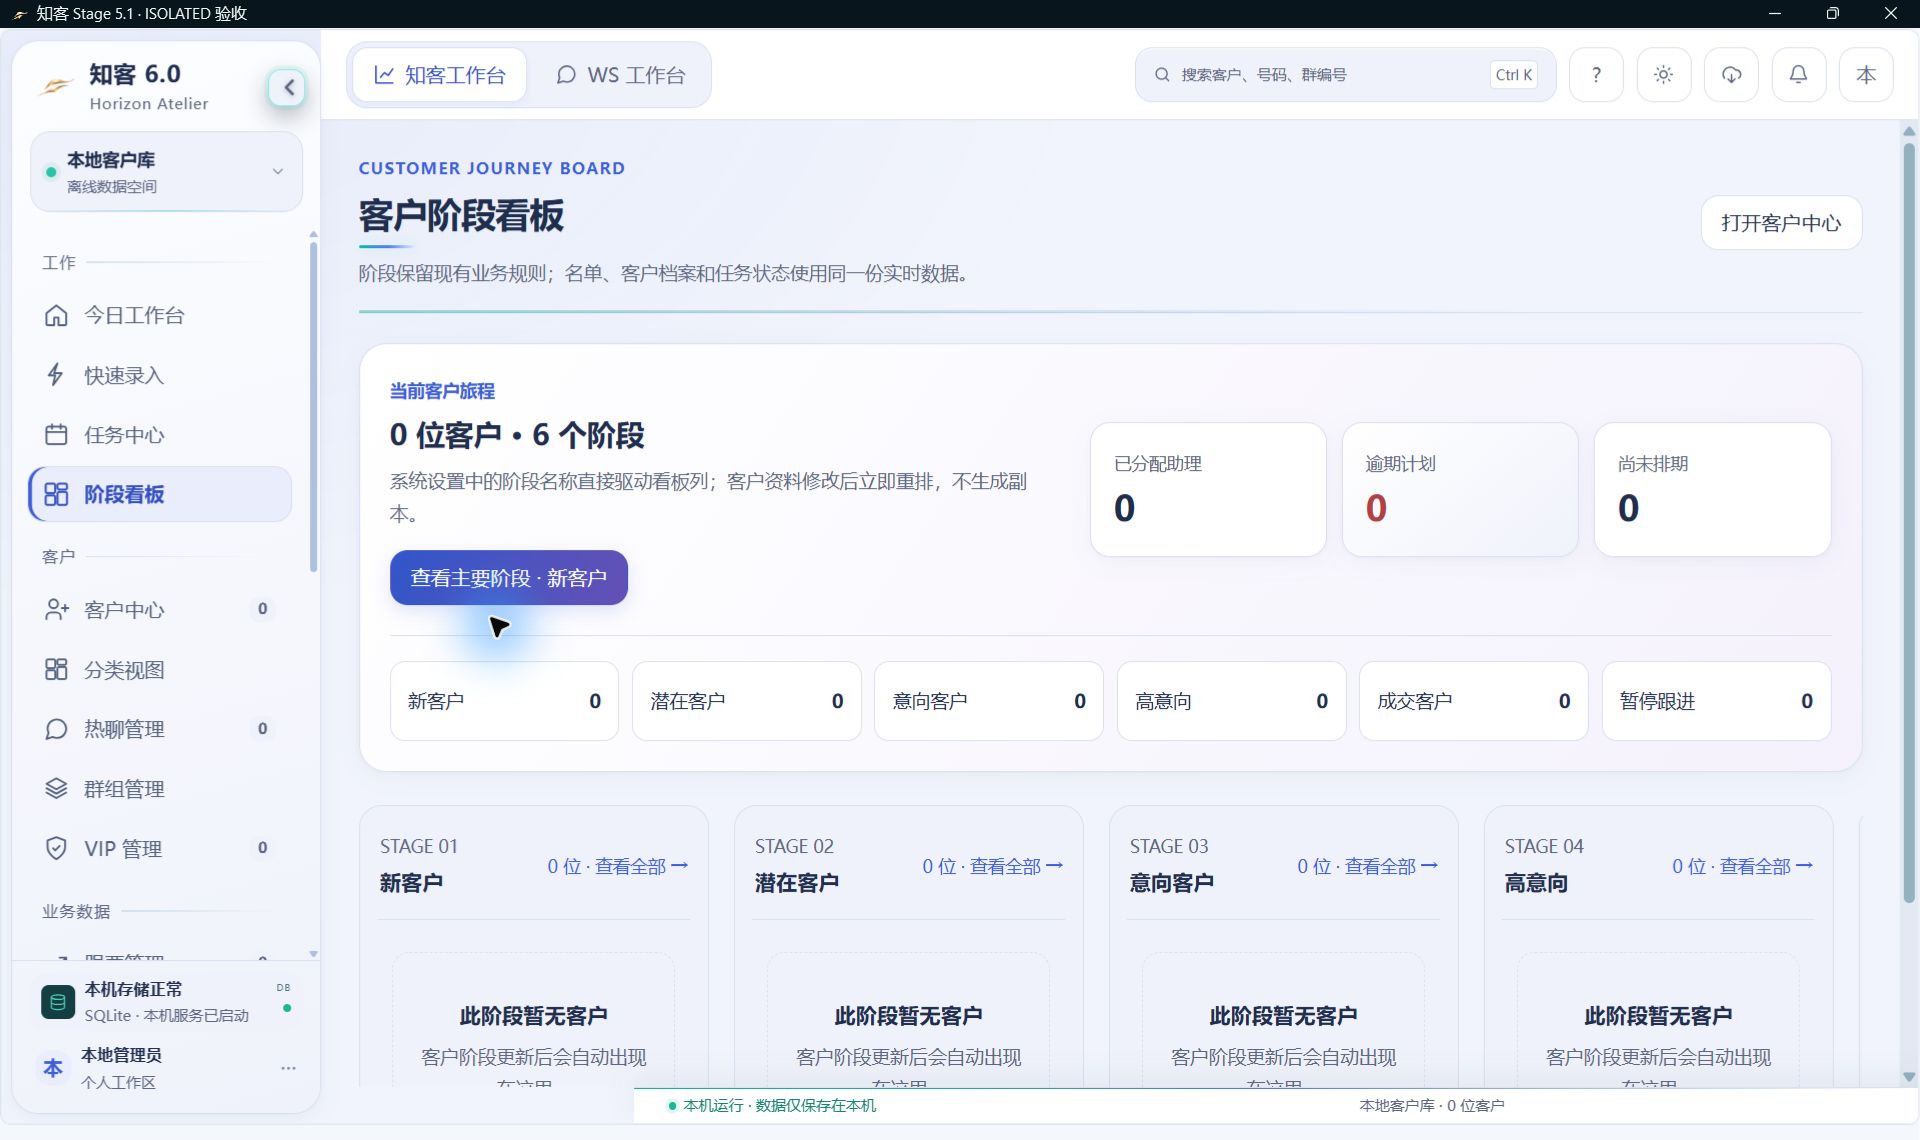 知客 Stage 5.1 · ISOLATED 验收
知客 6.0
Horizon Atelier
本地客户库
离线数据空间
工作
今日工作台
快速录入
任务中心
阶段看板
客户
客户中心 0
分类视图
热聊管理 0
群组管理
VIP 管理 0
业务数据
本机存储正常
SQLite · 本机服务已启动
DB
本 本地管理员
个人工作区
知客工作台
WS 工作台
搜索客户、号码、群编号 Ctrl K
?
本
CUSTOMER JOURNEY BOARD
客户阶段看板
阶段保留现有业务规则；名单、客户档案和任务状态使用同一份实时数据。
打开客户中心
当前客户旅程
0 位客户 • 6 个阶段
系统设置中的阶段名称直接驱动看板列；客户资料修改后立即重排，不生成副
本。
查看主要阶段 · 新客户
已分配助理
0
逾期计划
0
尚未排期
0
新客户 0
潜在客户 0
意向客户 0
高意向 0
成交客户 0
暂停跟进 0
STAGE 01
新客户
0 位 · 查看全部 →
此阶段暂无客户
客户阶段更新后会自动出现
在这里
STAGE 02
潜在客户
0 位 · 查看全部 →
此阶段暂无客户
客户阶段更新后会自动出现
在这里
STAGE 03
意向客户
0 位 · 查看全部 →
此阶段暂无客户
客户阶段更新后会自动出现
在这里
STAGE 04
高意向
0 位 · 查看全部 →
此阶段暂无客户
客户阶段更新后会自动出现
在这里
本机运行 · 数据仅保存在本机
本地客户库 · 0 位客户